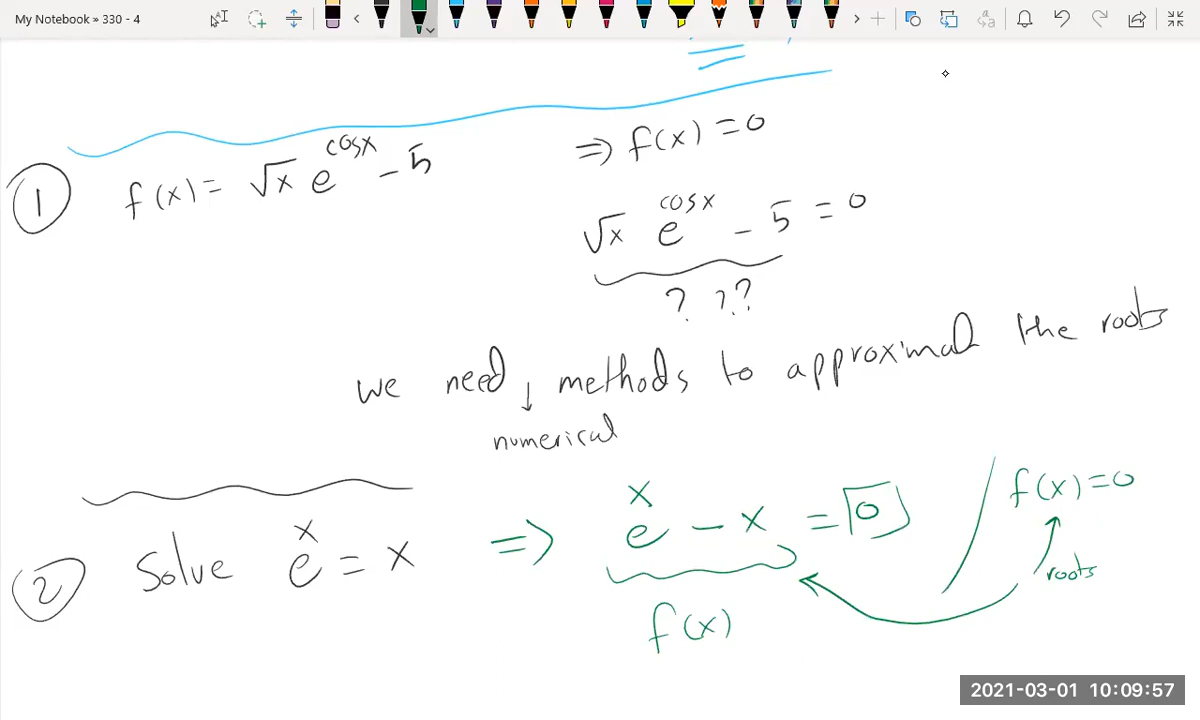 My Notebook » 330 - 4
① f(x) = √x e^cosx - 5 ⇒ f(x) = 0
√x e^cosx - 5 = 0
? ??
we need ↓ methods to approximal the roots
numerical
② Solve e^x = x ⇒ e^x - x = 0 / f(x) = 0
roots
f(x)
2021-03-01 10:09:57